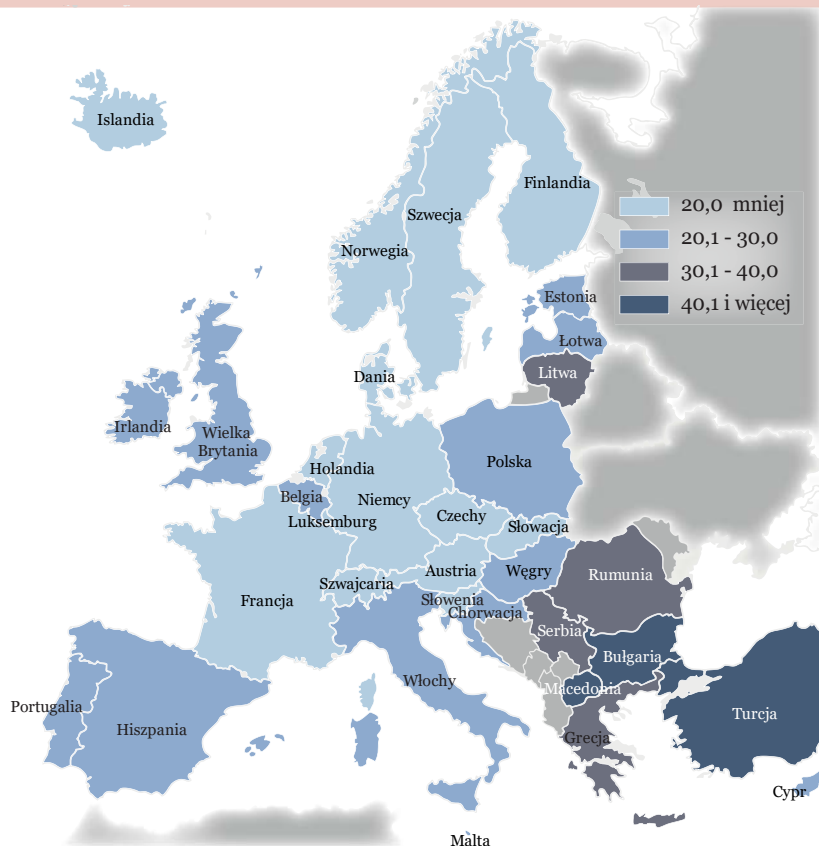 Islandia
Finlandia
Szwecja
Norwegia
20,0 mniej
20,1 - 30,0
30,1 - 40,0
40,1 i więcej
Estonia
Łotwa
Litwa
Dania
Irlandia
Wielka
Brytania
Holandia
Polska
Belgia
Niemcy
Luksemburg
Czechy
Słowacja
Szwajcaria
Austria
Węgry
Rumunia
Francja
Słowenia
Chorwacja
Serbia
Bułgaria
Włochy
Macedonia
Portugalia
Hiszpania
Turcja
Grecja
Cypr
Malta